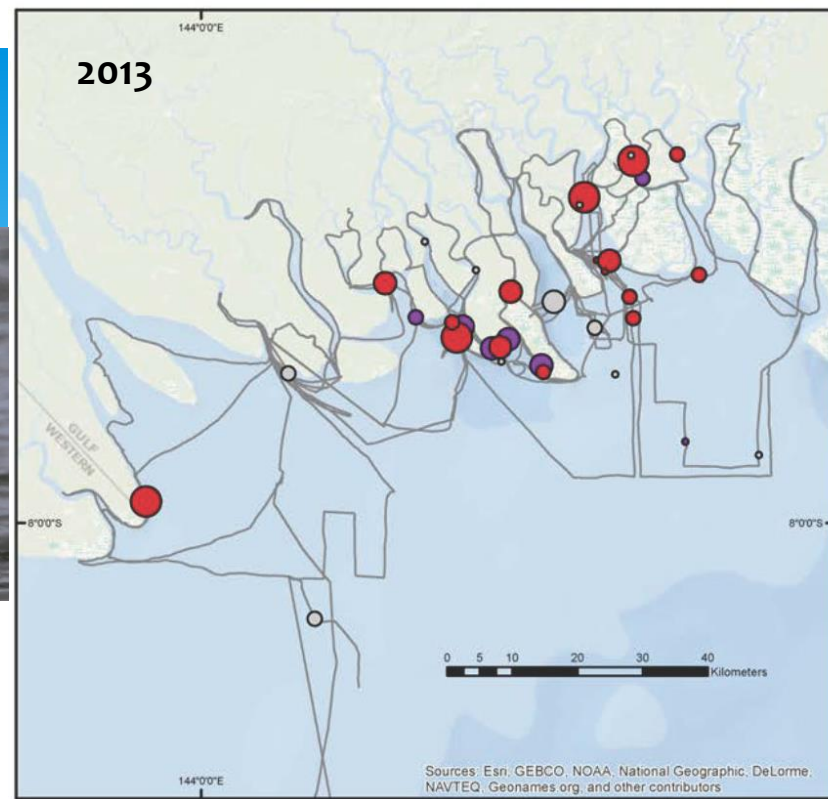 144°0'0"E
2013
GULF
WESTERN
8°0'0"S
8°0'0"S
0 5 10 20 30 40
Kilometers
144°0'0"E
Sources: Esri, GEBCO, NOAA, National Geographic, DeLorme,
NAVTEQ, Geonames.org, and other contributors